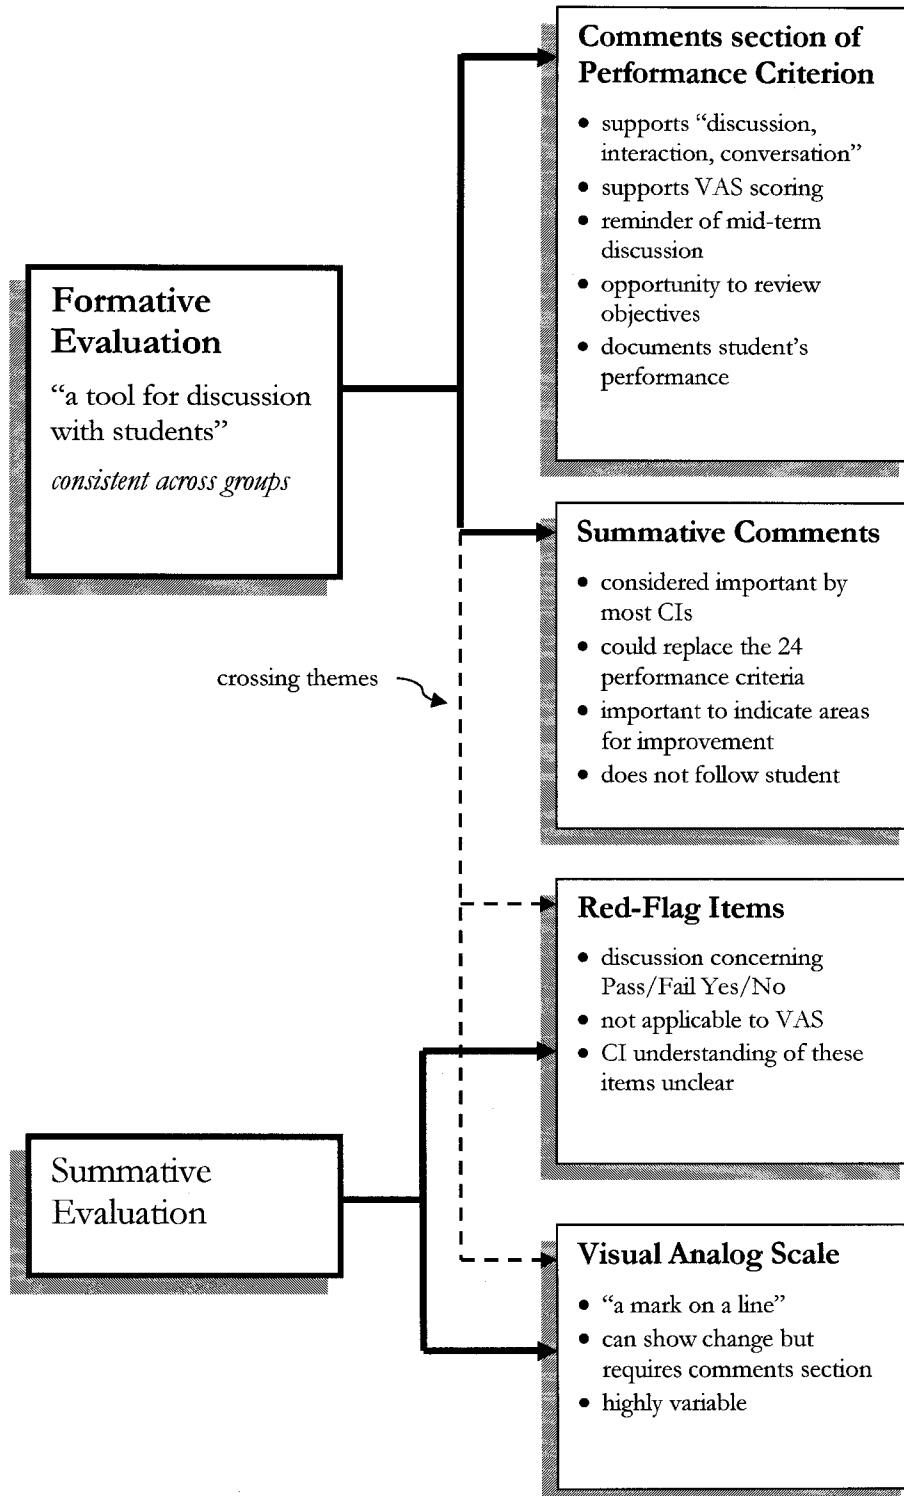 Comments section of
Performance Criterion
• supports “discussion,
interaction, conversation”
• supports VAS scoring
• reminder of mid-term
discussion
• opportunity to review
objectives
• documents student’s
performance
Formative
Evaluation
“a tool for discussion
with students”
consistent across groups
Summative Comments
• considered important by
most CIs
• could replace the 24
performance criteria
• important to indicate areas
for improvement
• does not follow student
crossing themes
Red-Flag Items
• discussion concerning
Pass/Fail Yes/No
• not applicable to VAS
• CI understanding of these
items unclear
Summative
Evaluation
Visual Analog Scale
• “a mark on a line”
• can show change but
requires comments section
• highly variable